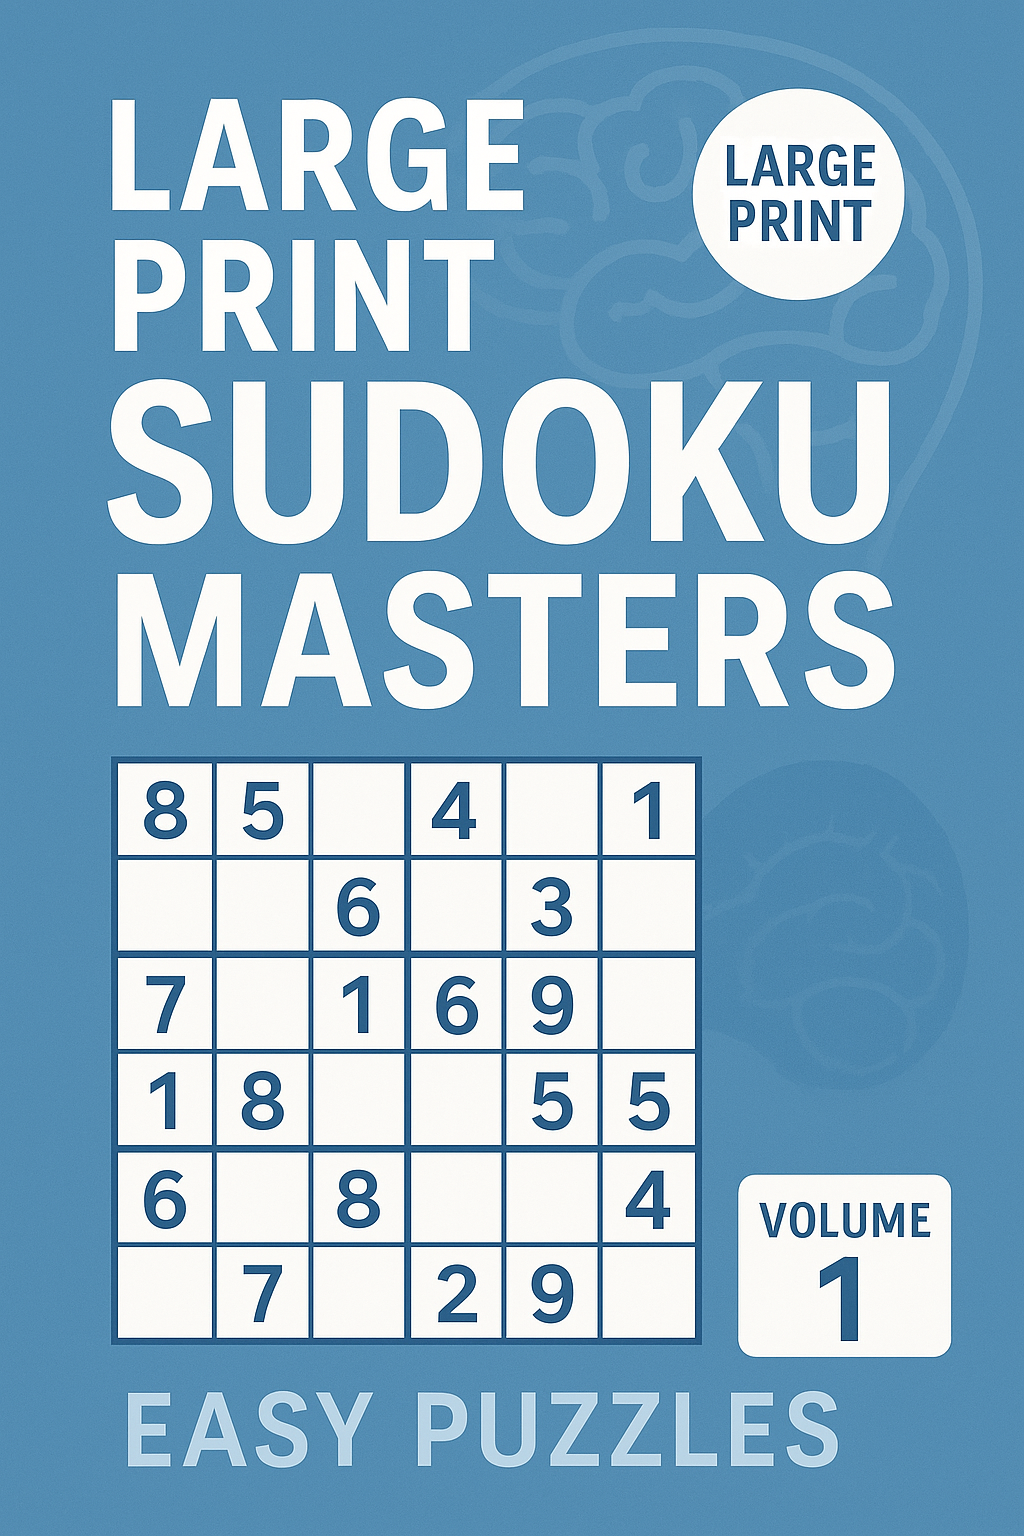 LARGE
PRINT
SUDOKU
MASTERS
LARGE
PRINT
8 5 4 1
6 3
7 1 6 9
1 8 5 5
6 8 4
7 2 9
VOLUME
1
EASY PUZZLES